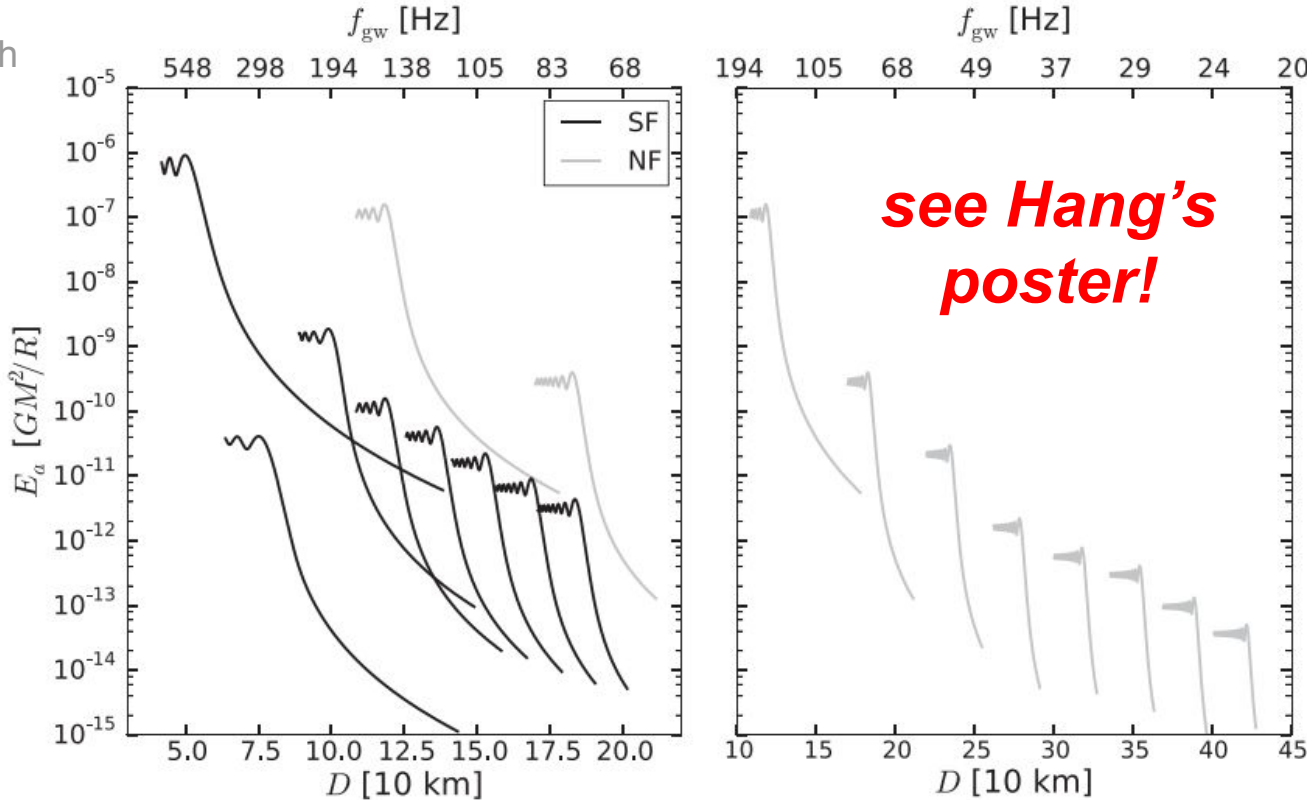 h
f_gw [Hz]
548 298 194 138 105 83 68
10^-5
10^-6
10^-7
10^-8
10^-9
10^-10
10^-11
10^-12
10^-13
10^-14
10^-15
E_a [GM^2/R]
SF
NF
5.0 7.5 10.0 12.5 15.0 17.5 20.0
D [10 km]
f_gw [Hz]
194 105 68 49 37 29 24 20
see Hang’s
poster!
10 15 20 25 30 35 40 45
D [10 km]